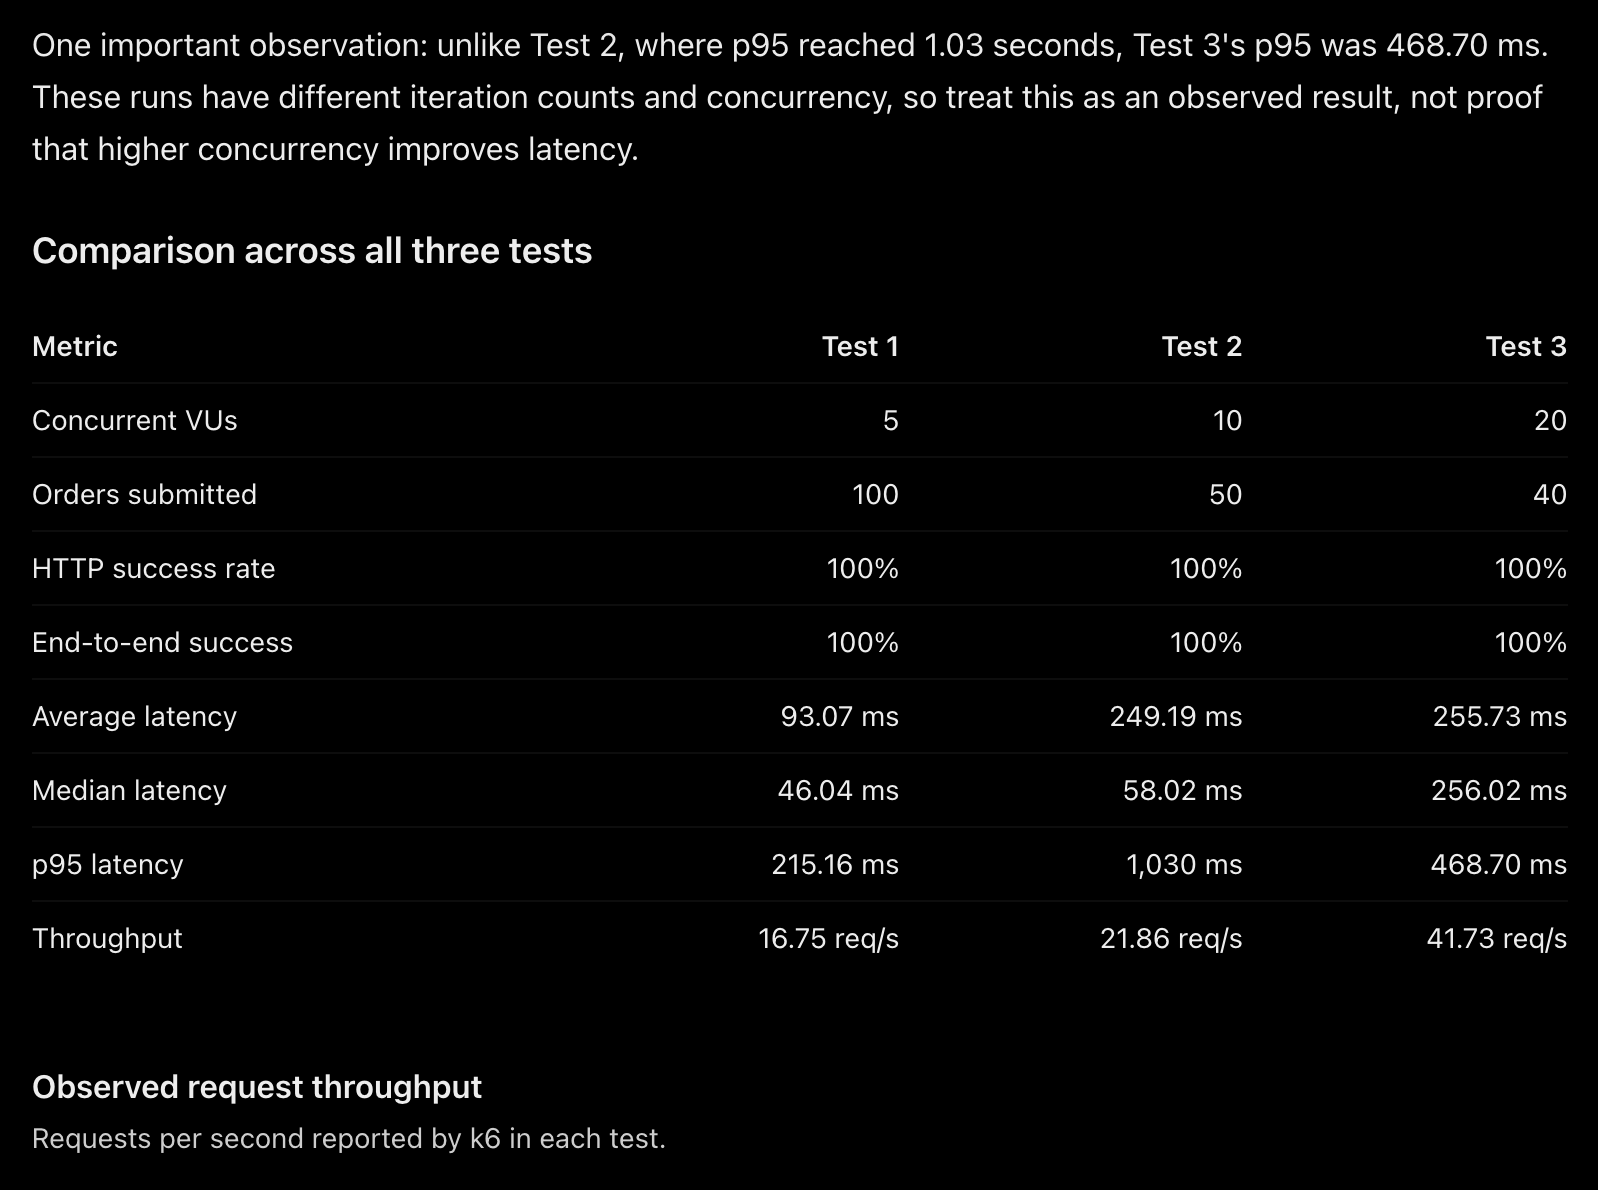 One important observation: unlike Test 2, where p95 reached 1.03 seconds, Test 3's p95 was 468.70 ms.
These runs have different iteration counts and concurrency, so treat this as an observed result, not proof
that higher concurrency improves latency.
Comparison across all three tests
Metric Test 1 Test 2 Test 3
Concurrent VUs 5 10 20
Orders submitted 100 50 40
HTTP success rate 100% 100% 100%
End-to-end success 100% 100% 100%
Average latency 93.07 ms 249.19 ms 255.73 ms
Median latency 46.04 ms 58.02 ms 256.02 ms
p95 latency 215.16 ms 1,030 ms 468.70 ms
Throughput 16.75 req/s 21.86 req/s 41.73 req/s
Observed request throughput
Requests per second reported by k6 in each test.